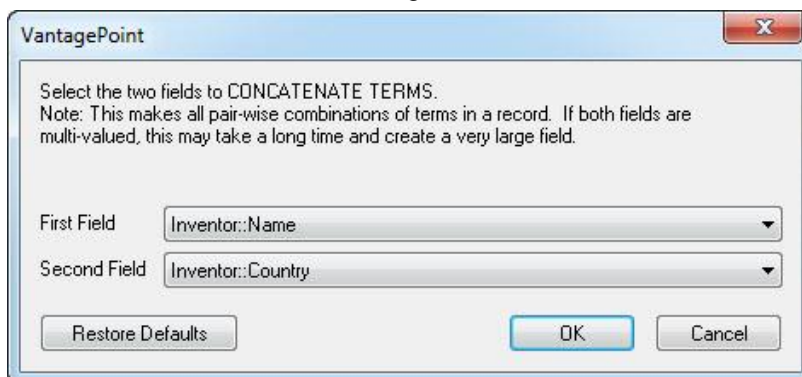 VantagePoint
Select the two fields to CONCATENATE TERMS.
Note: This makes all pair-wise combinations of terms in a record. If both fields are
multi-valued, this may take a long time and create a very large field.
First Field Inventor::Name
Second Field Inventor::Country
Restore Defaults OK Cancel